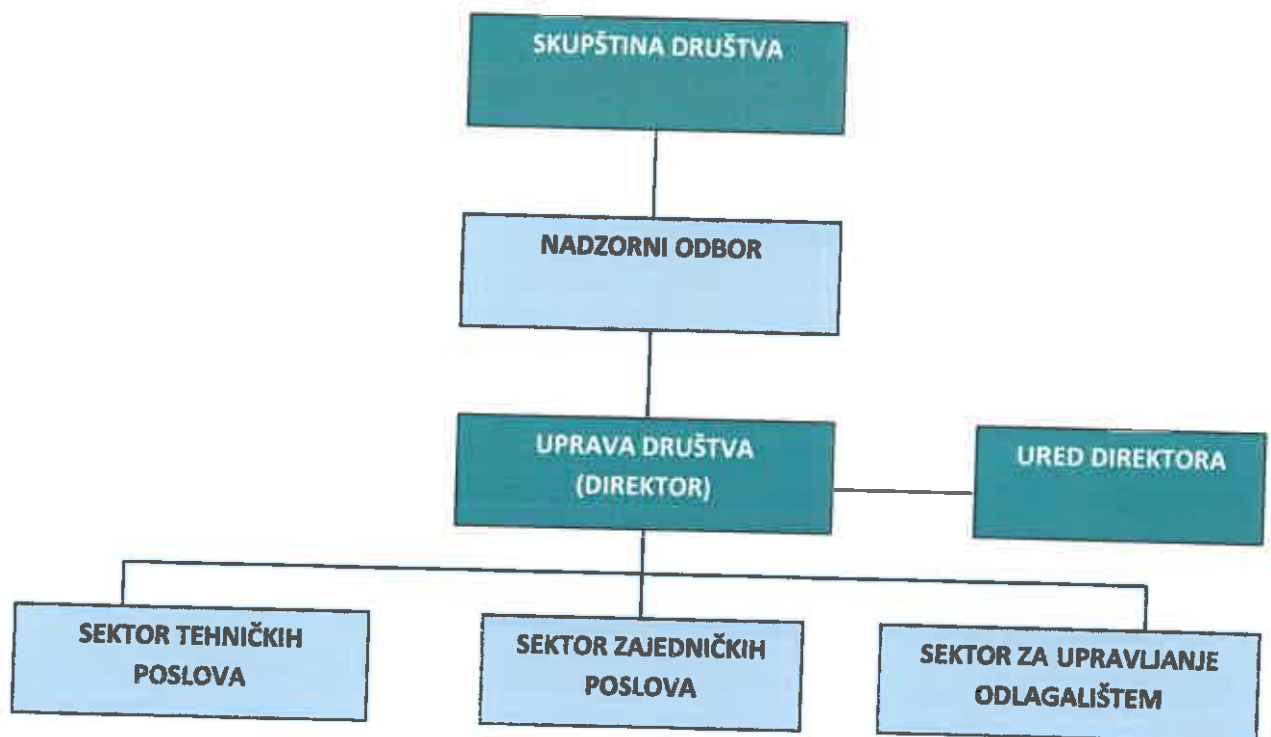 SKUPŠTINA DRUŠTVA
NADZORNI ODBOR
UPRAVA DRUŠTVA
(DIREKTOR)
URED DIREKTORA
SEKTOR TEHNIČKIH
POSLOVA
SEKTOR ZAJEDNIČKIH
POSLOVA
SEKTOR ZA UPRAVLJANJE
ODLAGALIŠTEM